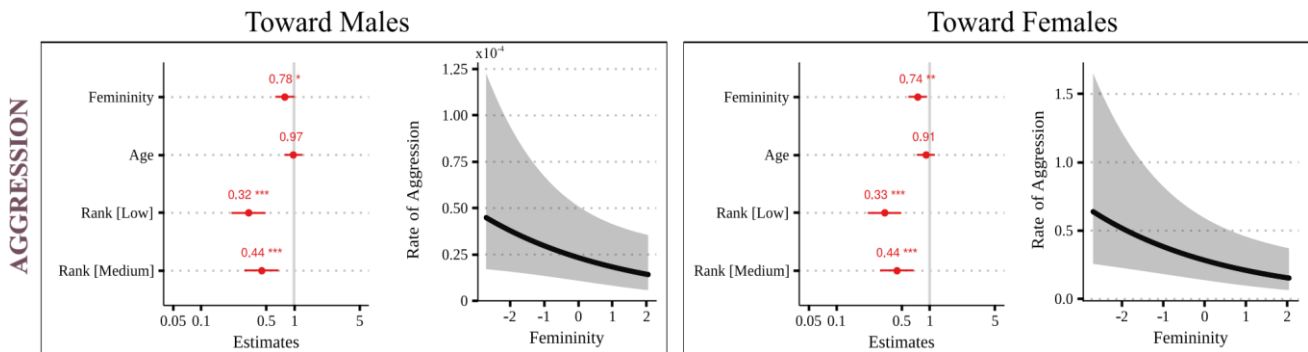 Toward Males
Toward Females
AGGRESSION
Femininity
Age
Rank [Low]
Rank [Medium]
0.78 *
0.97
0.32 ***
0.44 ***
0.05 0.1 0.5 1 5
Estimates
x10⁻⁴
Rate of Aggression
1.25
1.00
0.75
0.50
0.25
0
-2 -1 0 1 2
Femininity
Femininity
Age
Rank [Low]
Rank [Medium]
0.74 **
0.91
0.33 ***
0.44 ***
0.05 0.1 0.5 1 5
Estimates
Rate of Aggression
1.5
1.0
0.5
0.0
-2 -1 0 1 2
Femininity